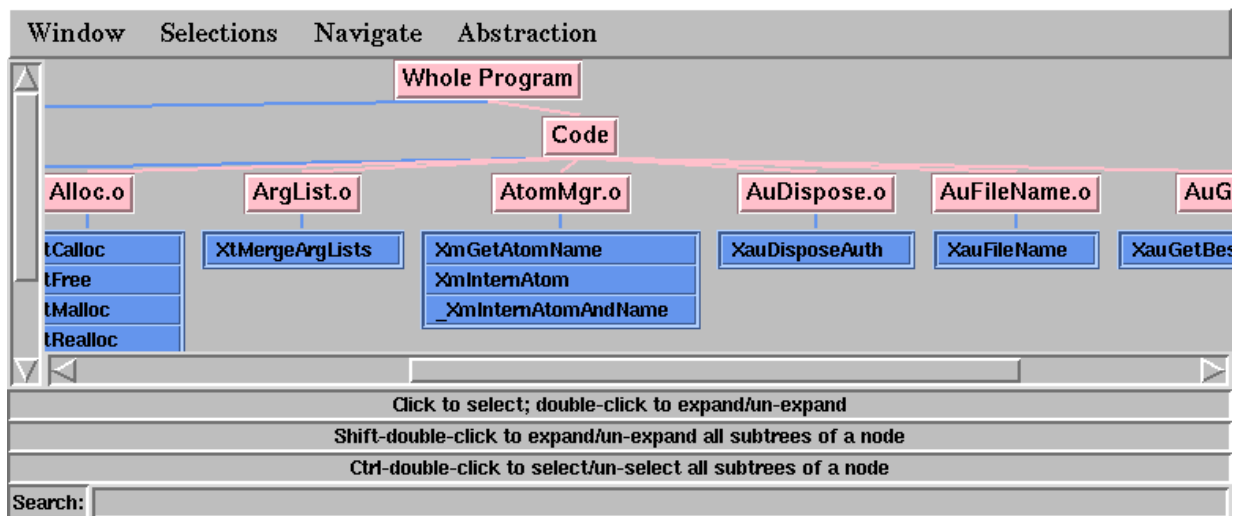 Window Selections Navigate Abstraction
Whole Program
Code
Alloc.o ArgList.o AtomMgr.o AuDispose.o AuFileName.o AuG
tCalloc XtMergeArgLists XmGetAtomName XauDisposeAuth XauFileName XauGetBes
tFree XmInternAtom
tMalloc _XmInternAtomAndName
tRealloc
Click to select; double-click to expand/un-expand
Shift-double-click to expand/un-expand all subtrees of a node
Ctrl-double-click to select/un-select all subtrees of a node
Search: